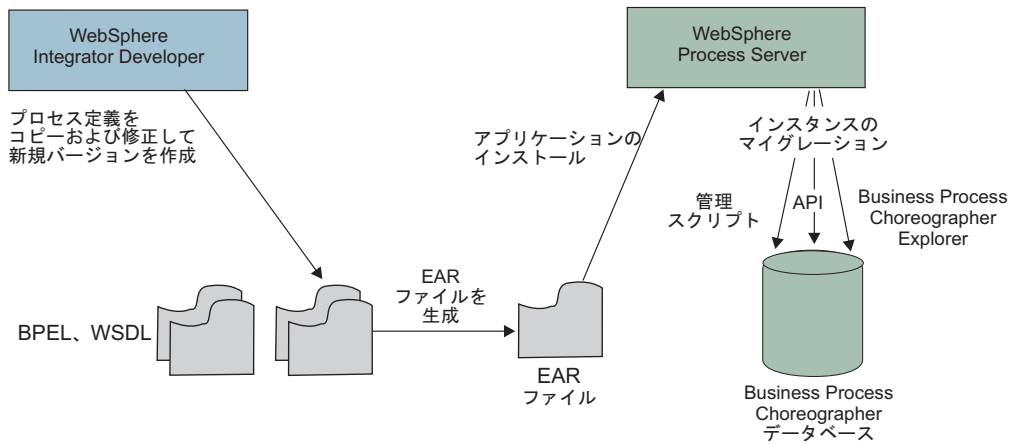 WebSphere
Integrator Developer
WebSphere
Process Server
プロセス定義を
コピーおよび修正して
新規バージョンを作成
アプリケーションの
インストール
インスタンスの
マイグレーション
管理
スクリプト
API
Business Process
Choreographer
Explorer
BPEL、WSDL
EAR
ファイルを
生成
EAR
ファイル
Business Process
Choreographer
データベース